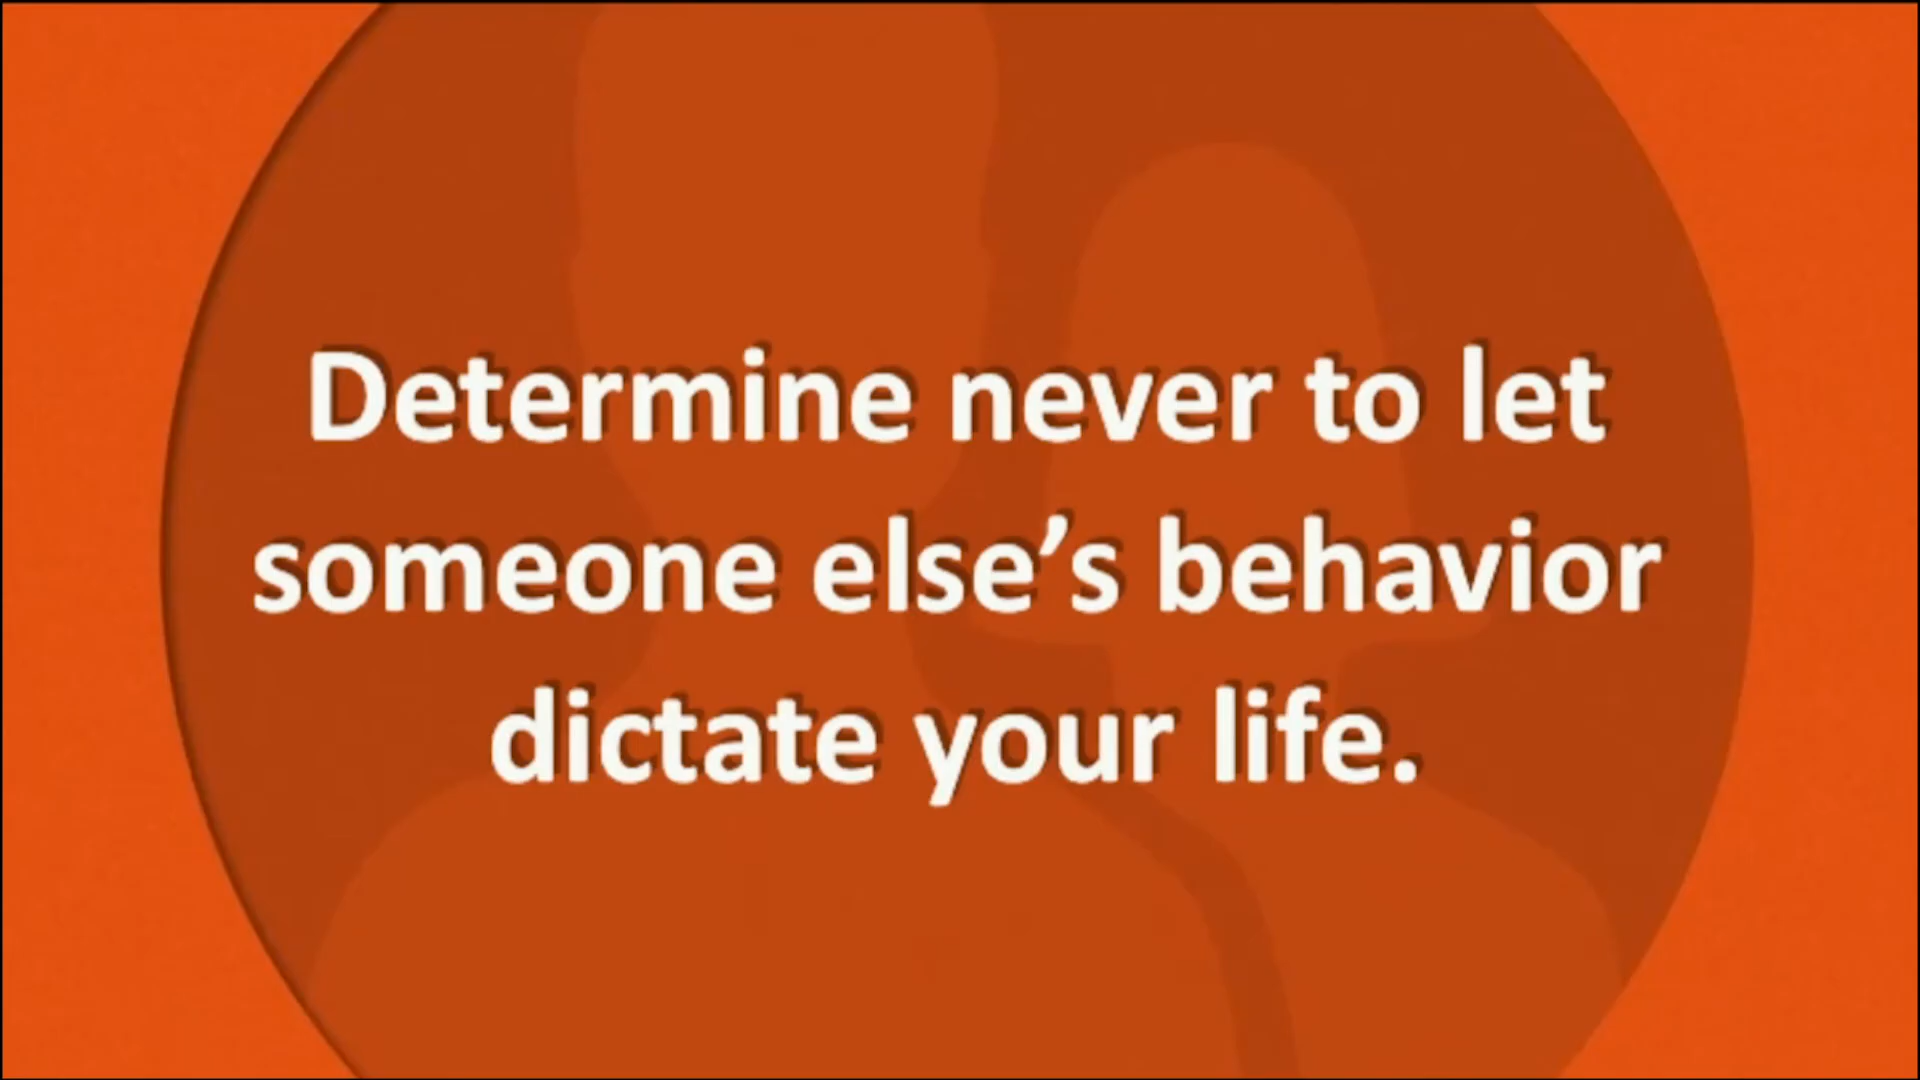 Determine never to let
someone else’s behavior
dictate your life.